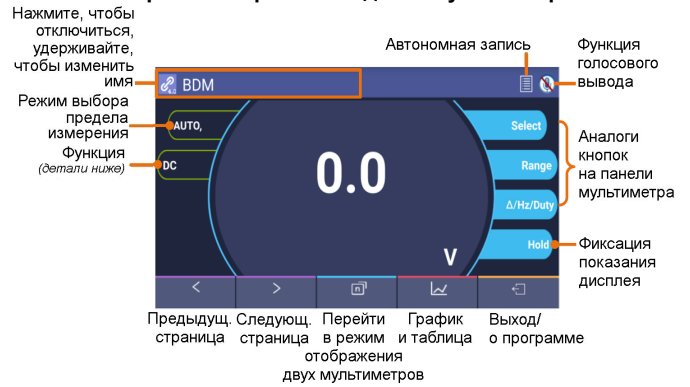 Нажмите, чтобы
отключиться,
удерживайте,
чтобы изменить
имя
Режим выбора
предела
измерения
Функция
(детали ниже)
Автономная запись
Функция
голосового
вывода
BDM
AUTO,
DC
0.0
V
Select
Range
Δ/Hz/Duty
Hold
Аналоги
кнопок
на панели
мультиметра
Фиксация
показания
дисплея
Предыдущ.
страница
Следующ.
страница
Перейти
в режим
отображения
двух мультиметров
График
и таблица
Выход/
о программе